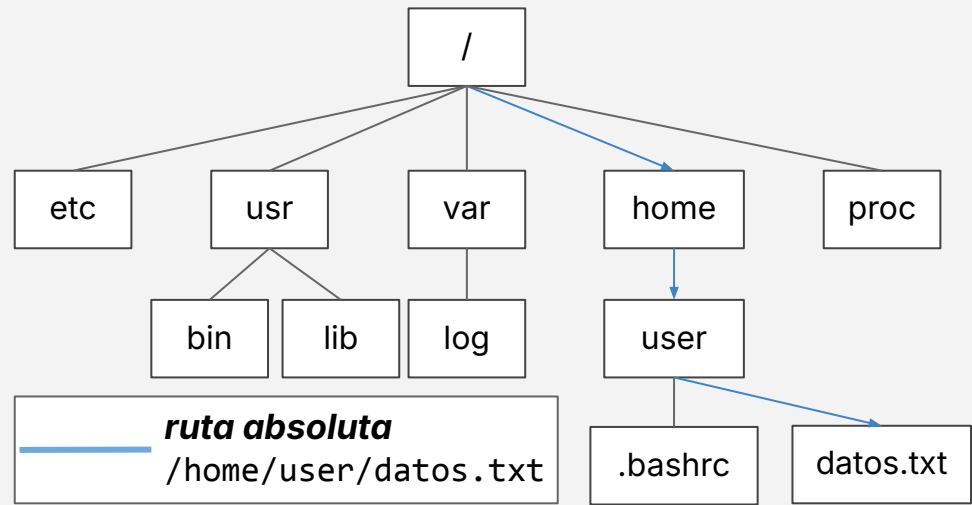 /
etc
usr
var
home
proc
bin
lib
log
user
ruta absoluta
/home/user/datos.txt
.bashrc
datos.txt